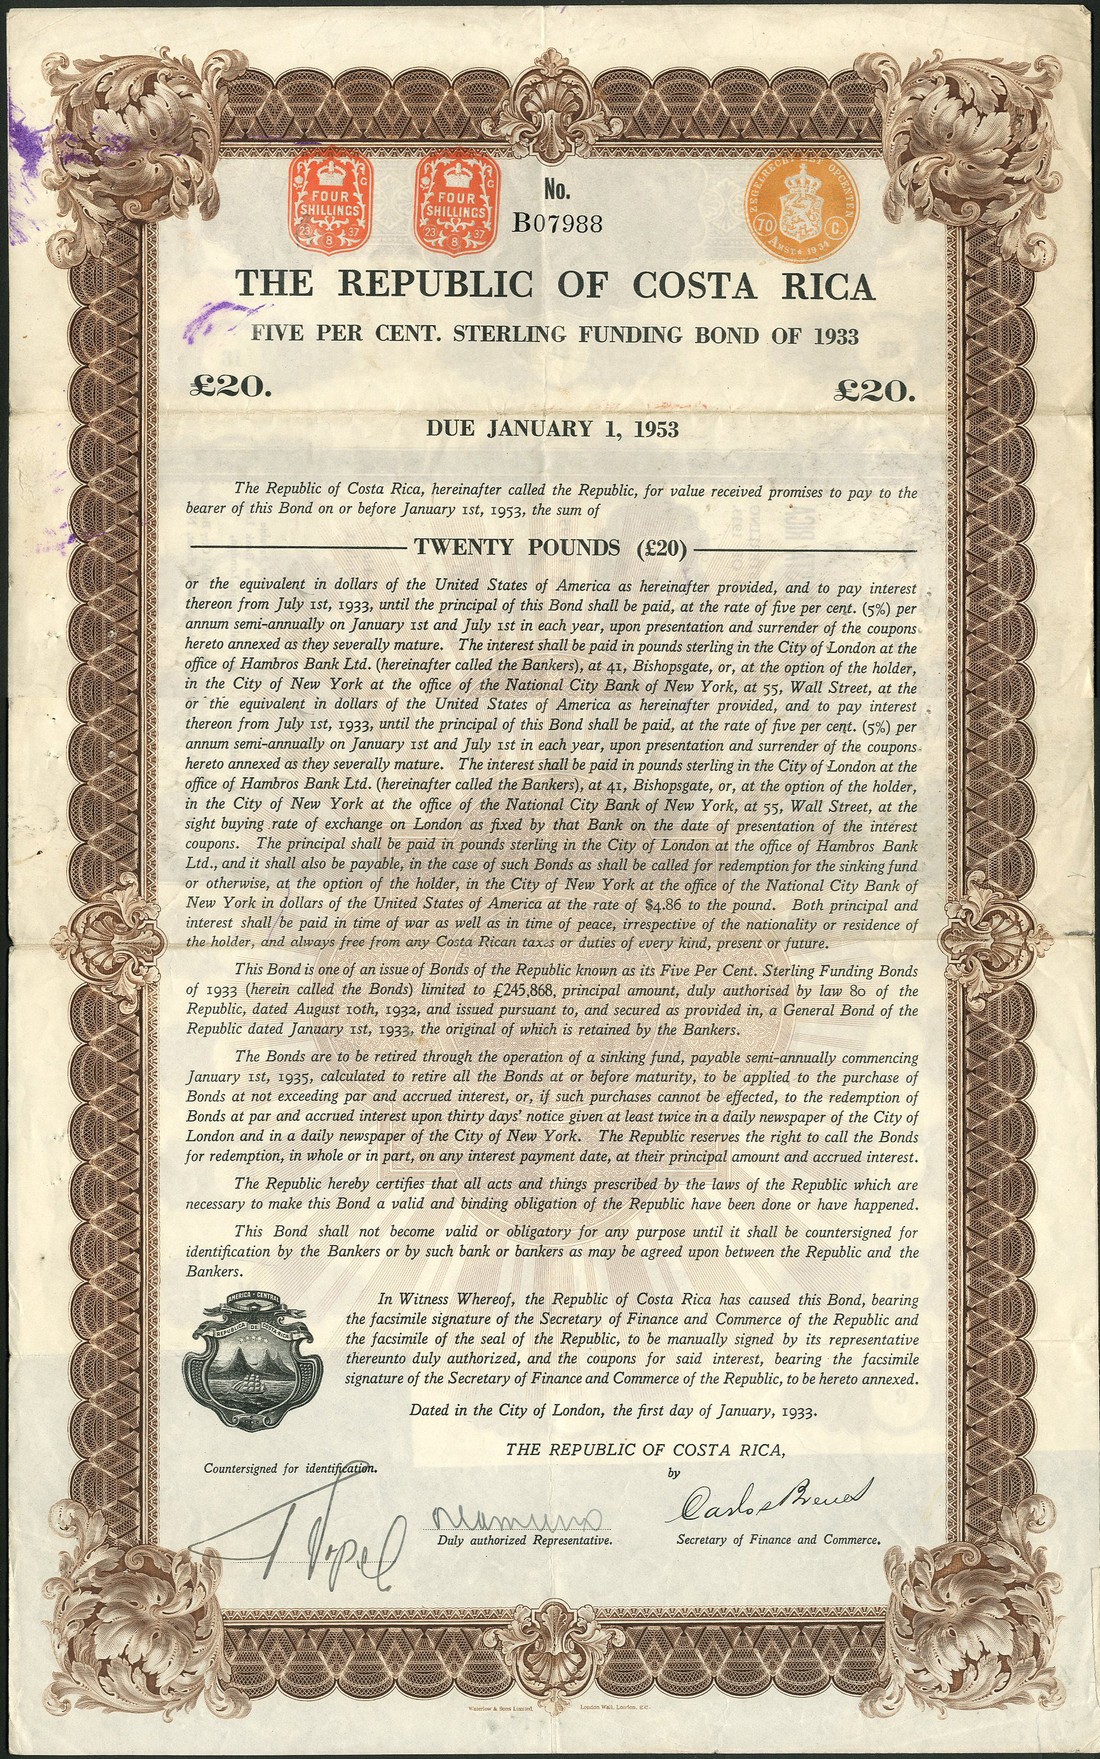 FOUR
SHILLINGS
23 8 37
FOUR
SHILLINGS
23 8 37
No.
B07988
ZEGELRECHT
OPCENTEN
70 C.
1934
THE REPUBLIC OF COSTA RICA
FIVE PER CENT. STERLING FUNDING BOND OF 1933
£20. £20.
DUE JANUARY 1, 1953
The Republic of Costa Rica, hereinafter called the Republic, for value received promises to pay to the
bearer of this Bond on or before January 1st, 1953, the sum of
TWENTY POUNDS (£20)
or the equivalent in dollars of the United States of America as hereinafter provided, and to pay interest
thereon from July 1st, 1933, until the principal of this Bond shall be paid, at the rate of five per cent. (5%) per
annum semi-annually on January 1st and July 1st in each year, upon presentation and surrender of the coupons
hereto annexed as they severally mature. The interest shall be paid in pounds sterling in the City of London at the
office of Hambros Bank Ltd. (hereinafter called the Bankers), at 41, Bishopsgate, or, at the option of the holder,
in the City of New York at the office of the National City Bank of New York, at 55, Wall Street, at the
or the equivalent in dollars of the United States of America as hereinafter provided, and to pay interest
thereon from July 1st, 1933, until the principal of this Bond shall be paid, at the rate of five per cent. (5%) per
annum semi-annually on January 1st and July 1st in each year, upon presentation and surrender of the coupons
hereto annexed as they severally mature. The interest shall be paid in pounds sterling in the City of London at the
office of Hambros Bank Ltd. (hereinafter called the Bankers), at 41, Bishopsgate, or, at the option of the holder,
in the City of New York at the office of the National City Bank of New York, at 55, Wall Street, at the
sight buying rate of exchange on London as fixed by that Bank on the date of presentation of the interest
coupons. The principal shall be paid in pounds sterling in the City of London at the office of Hambros Bank
Ltd., and it shall also be payable, in the case of such Bonds as shall be called for redemption for the sinking fund
or otherwise, at the option of the holder, in the City of New York at the office of the National City Bank of
New York in dollars of the United States of America at the rate of $4.86 to the pound. Both principal and
interest shall be paid in time of war as well as in time of peace, irrespective of the nationality or residence of
the holder, and always free from any Costa Rican taxes or duties of every kind, present or future.
This Bond is one of an issue of Bonds of the Republic known as its Five Per Cent. Sterling Funding Bonds
of 1933 (herein called the Bonds) limited to £245,868, principal amount, duly authorised by law 80 of the
Republic, dated August 10th, 1932, and issued pursuant to, and secured as provided in, a General Bond of the
Republic dated January 1st, 1933, the original of which is retained by the Bankers.
The Bonds are to be retired through the operation of a sinking fund, payable semi-annually commencing
January 1st, 1935, calculated to retire all the Bonds at or before maturity, to be applied to the purchase of
Bonds at not exceeding par and accrued interest, or, if such purchases cannot be effected, to the redemption of
Bonds at par and accrued interest upon thirty days' notice given at least twice in a daily newspaper of the City of
London and in a daily newspaper of the City of New York. The Republic reserves the right to call the Bonds
for redemption, in whole or in part, on any interest payment date, at their principal amount and accrued interest.
The Republic hereby certifies that all acts and things prescribed by the laws of the Republic which are
necessary to make this Bond a valid and binding obligation of the Republic have been done or have happened.
This Bond shall not become valid or obligatory for any purpose until it shall be countersigned for
identification by the Bankers or by such bank or bankers as may be agreed upon between the Republic and the
Bankers.
AMERICA - CENTRAL
REPUBLICA DE COSTA RICA
In Witness Whereof, the Republic of Costa Rica has caused this Bond, bearing
the facsimile signature of the Secretary of Finance and Commerce of the Republic and
the facsimile of the seal of the Republic, to be manually signed by its representative
thereunto duly authorized, and the coupons for said interest, bearing the facsimile
signature of the Secretary of Finance and Commerce of the Republic, to be hereto annexed.
Dated in the City of London, the first day of January, 1933.
THE REPUBLIC OF COSTA RICA,
Countersigned for identification.
by
Carlos Brenes
Duly authorized Representative.
Secretary of Finance and Commerce.
Waterlow & Sons Limited, London Wall, London, E.C.